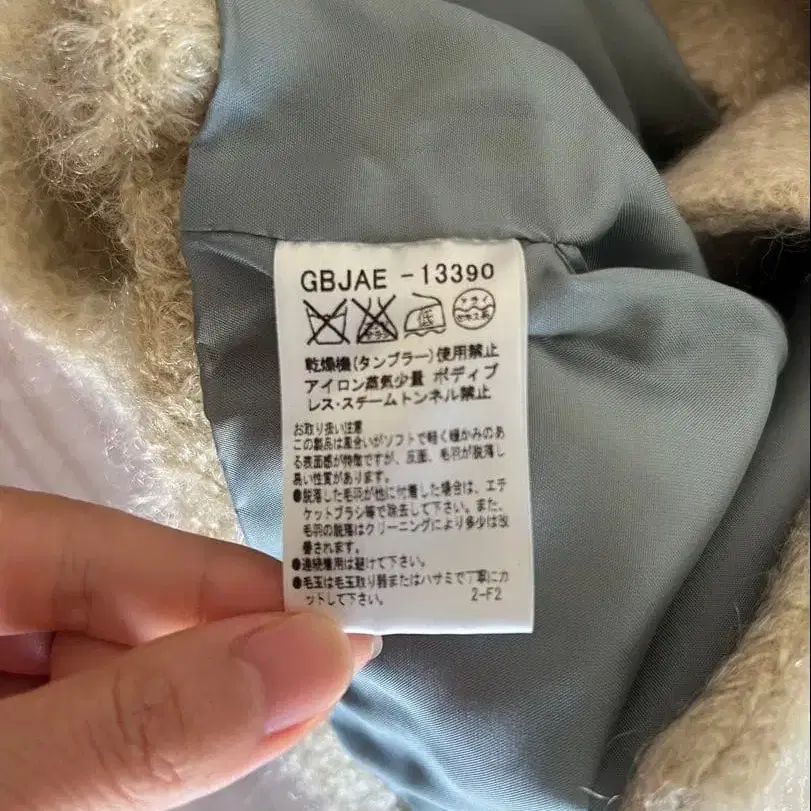 GBJAE -13390
低
ドライ
セキユ系
乾燥機(タンブラー)使用禁止
アイロン蒸気少量 ボディプ
レス・スチームトンネル禁止
お取り扱い注意
この製品は風合いがソフトで軽く暖かみのあ
る表面感が特徴ですが、反面、毛羽が脱落し
易い性質があります。
●脱落した毛羽が他に付着した場合は、エチ
ケットブラシ等で除去して下さい。また、
毛羽の脱落はクリーニングにより多少は改
善されます。
●連続着用は避けて下さい。
●毛玉は毛玉取り器またはハサミで丁寧にカ
ットして下さい。 2-F2